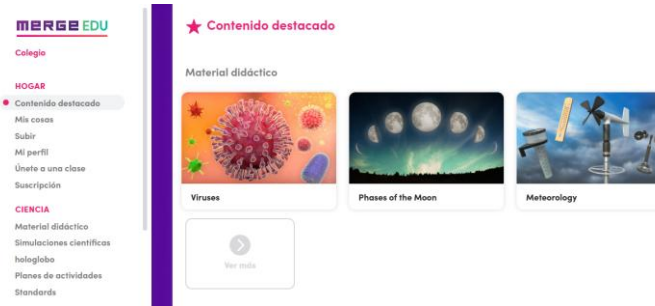 MERGE EDU
Colegio
HOGAR
Contenido destacado
Mis cosas
Subir
Mi perfil
Únete a una clase
Suscripción
CIENCIA
Material didáctico
Simulaciones científicas
hologlobo
Planes de actividades
Standards
Contenido destacado
Material didáctico
Viruses
Phases of the Moon
Meteorology
Ver más